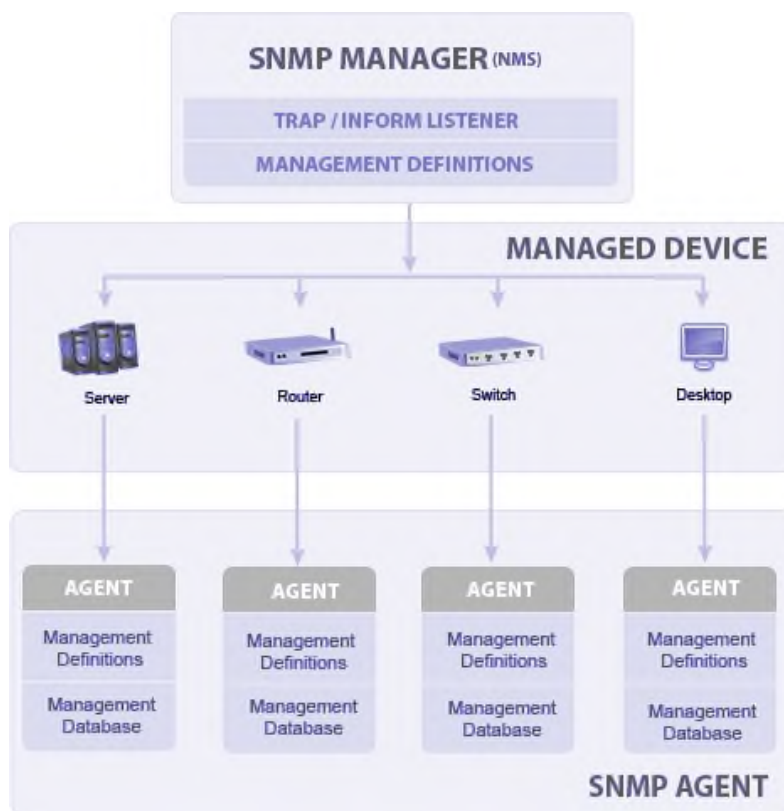 SNMP MANAGER (NMS)
TRAP / INFORM LISTENER
MANAGEMENT DEFINITIONS
MANAGED DEVICE
Server
Router
Switch
Desktop
AGENT
Management
Definitions
Management
Database
AGENT
Management
Definitions
Management
Database
AGENT
Management
Definitions
Management
Database
AGENT
Management
Definitions
Management
Database
SNMP AGENT